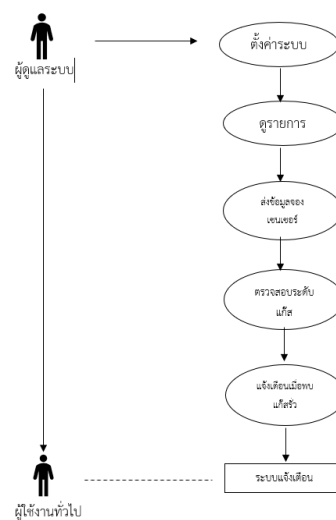 ตั้งค่าระบบ
ผู้ดูแลระบบ
ดูรายการ
ส่งข้อมูลของ
เซนเซอร์
ตรวจสอบระดับ
แก๊ส
แจ้งเตือนเมื่อพบ
แก๊สรั่ว
ระบบแจ้งเตือน
ผู้ใช้งานทั่วไป